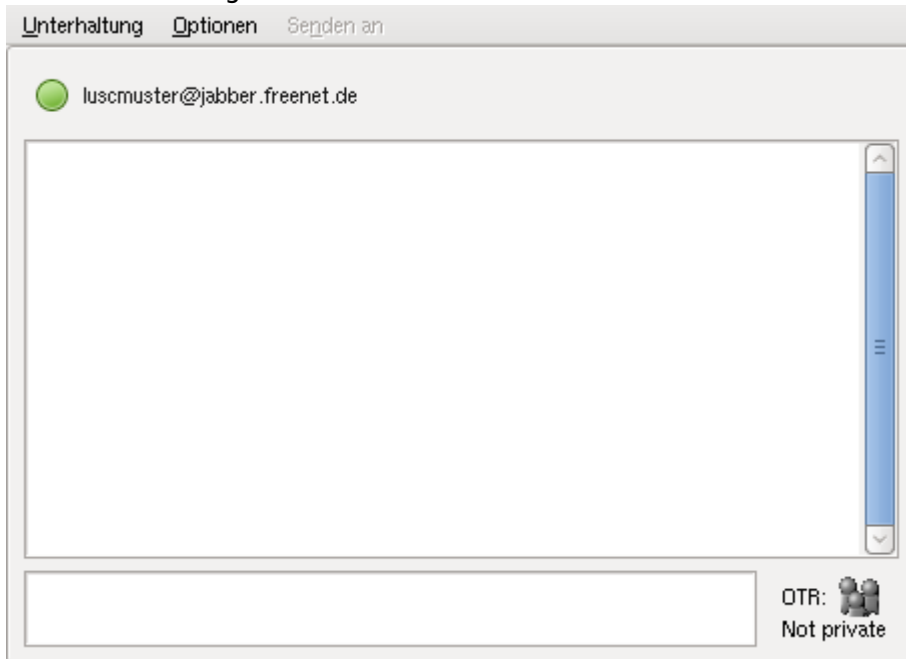 Unterhaltung Optionen Senden an
luscmuster@jabber.freenet.de
OTR:
Not private